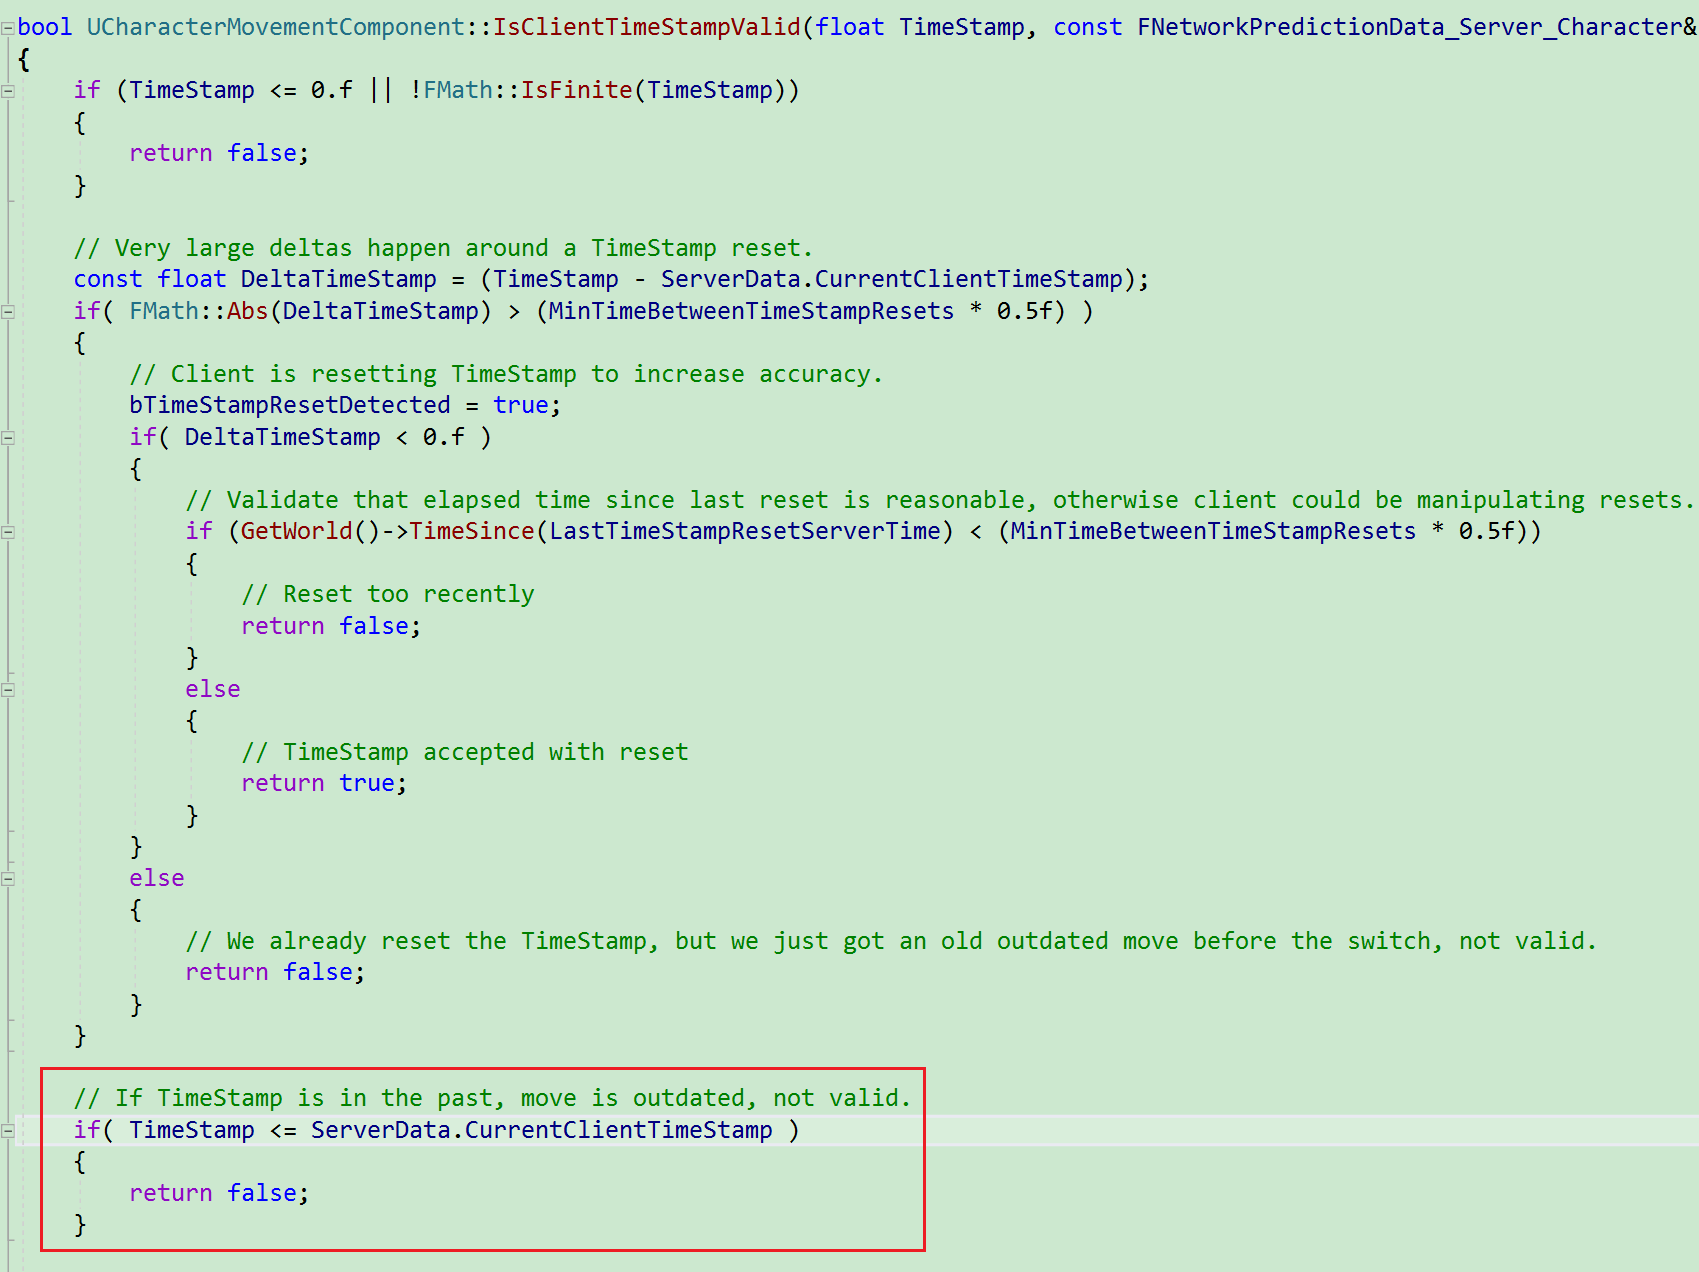 bool UCharacterMovementComponent::IsClientTimeStampValid(float TimeStamp, const FNetworkPredictionData_Server_Character&
{
    if (TimeStamp <= 0.f || !FMath::IsFinite(TimeStamp))
    {
        return false;
    }

    // Very large deltas happen around a TimeStamp reset.
    const float DeltaTimeStamp = (TimeStamp - ServerData.CurrentClientTimeStamp);
    if( FMath::Abs(DeltaTimeStamp) > (MinTimeBetweenTimeStampResets * 0.5f) )
    {
        // Client is resetting TimeStamp to increase accuracy.
        bTimeStampResetDetected = true;
        if( DeltaTimeStamp < 0.f )
        {
            // Validate that elapsed time since last reset is reasonable, otherwise client could be manipulating resets.
            if (GetWorld()->TimeSince(LastTimeStampResetServerTime) < (MinTimeBetweenTimeStampResets * 0.5f))
            {
                // Reset too recently
                return false;
            }
            else
            {
                // TimeStamp accepted with reset
                return true;
            }
        }
        else
        {
            // We already reset the TimeStamp, but we just got an old outdated move before the switch, not valid.
            return false;
        }
    }

    // If TimeStamp is in the past, move is outdated, not valid.
    if( TimeStamp <= ServerData.CurrentClientTimeStamp )
    {
        return false;
    }